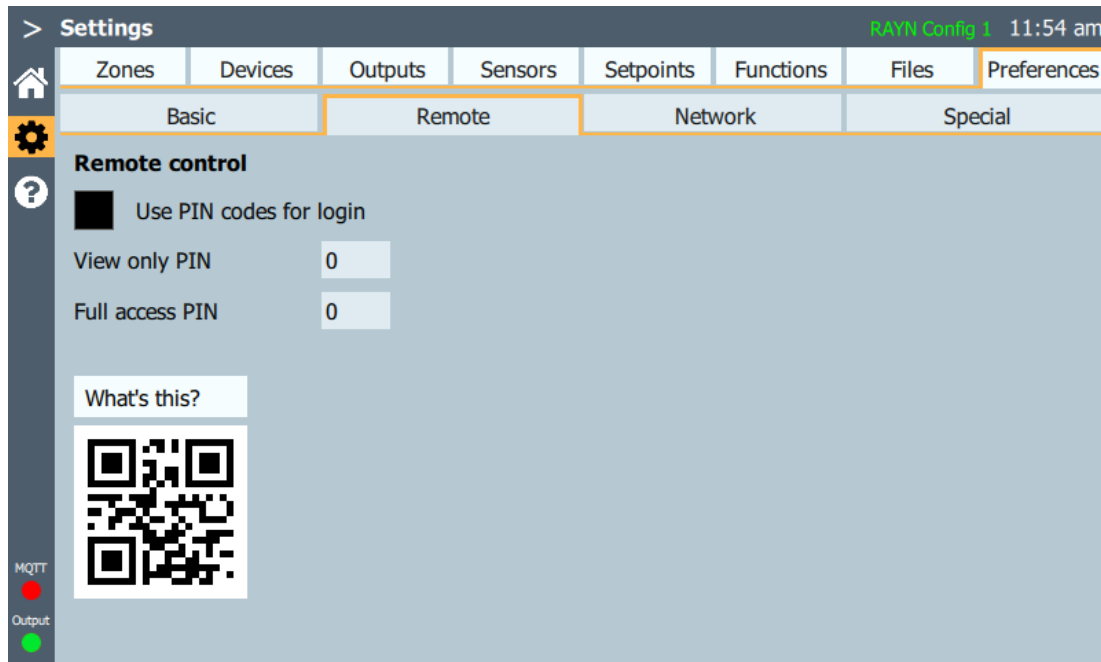 > Settings RAYN Config 1 11:54 am
Zones Devices Outputs Sensors Setpoints Functions Files Preferences
Basic Remote Network Special
Remote control
Use PIN codes for login
View only PIN 0
Full access PIN 0
What's this?
MQTT
Output